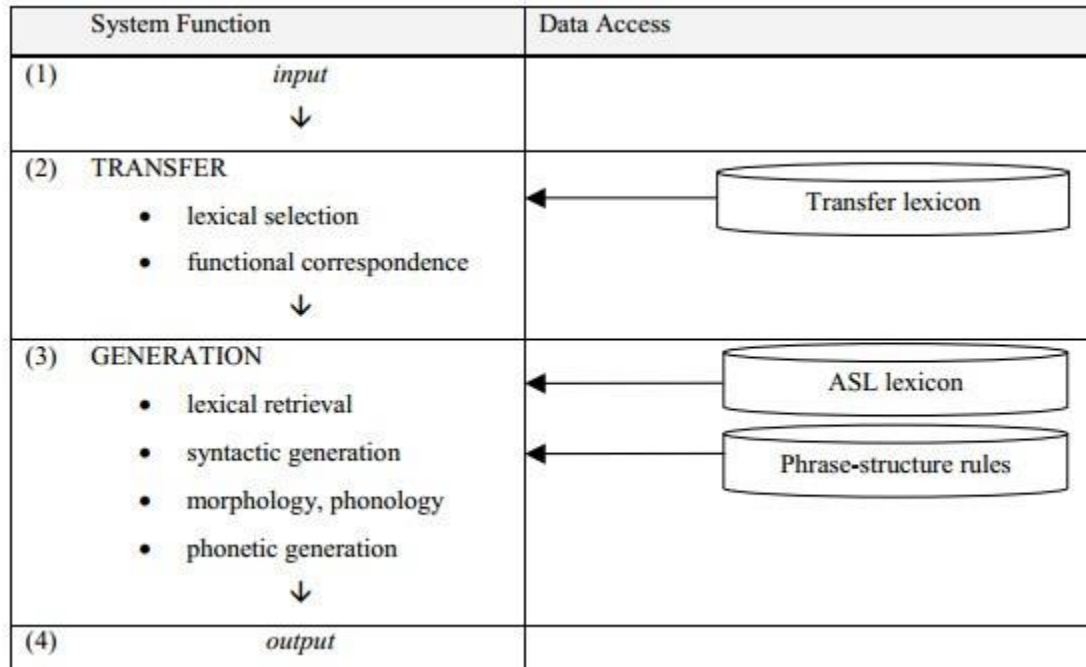 System Function Data Access
(1) input
↓
(2) TRANSFER
Transfer lexicon
• lexical selection
• functional correspondence
↓
(3) GENERATION
ASL lexicon
• lexical retrieval
• syntactic generation
Phrase-structure rules
• morphology, phonology
• phonetic generation
↓
(4) output